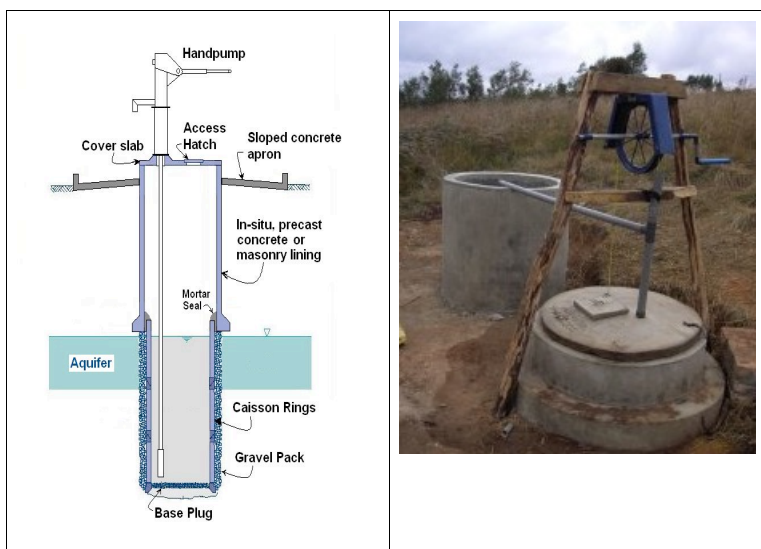 Handpump
Access
Hatch
Cover slab
Sloped concrete
apron
In-situ, precast
concrete or
masonry lining
Mortar
Seal
Aquifer
Caisson Rings
Gravel Pack
Base Plug